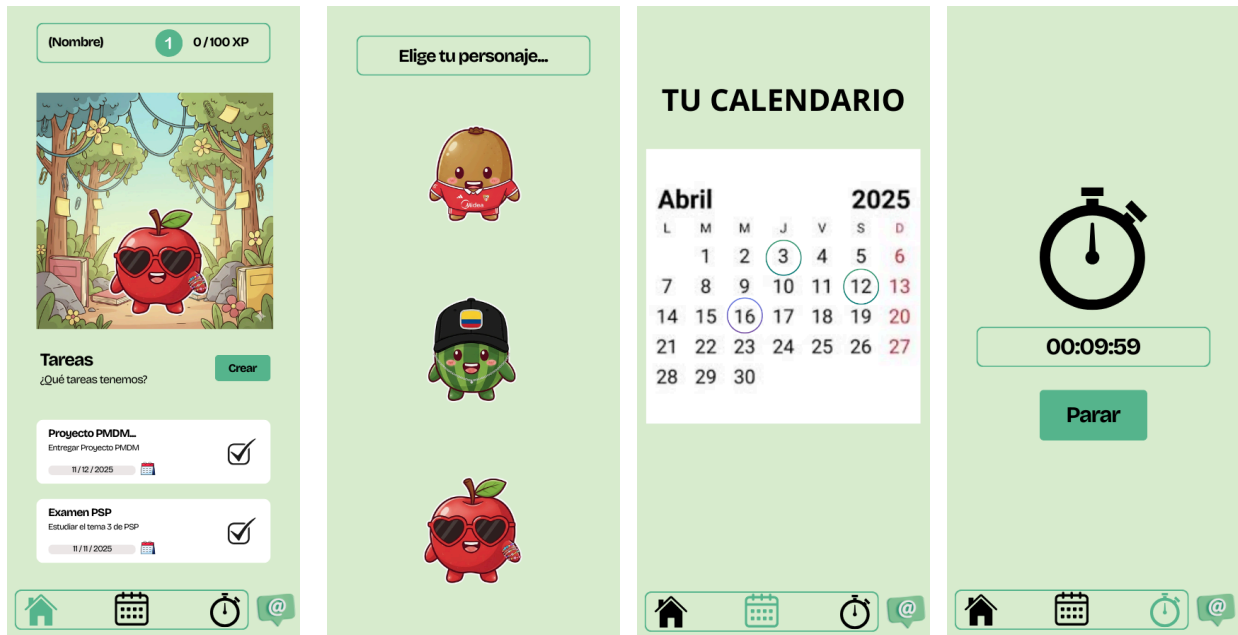 (Nombre) 1 0 / 100 XP
Tareas
¿Qué tareas tenemos?
Crear
Proyecto PMDM...
Entregar Proyecto PMDM
11 / 12 / 2025
Examen PSP
Estudiar el tema 3 de PSP
11 / 11 / 2025
@
Elige tu personaje...
Midea
TU CALENDARIO
Abril 2025
L M M J V S D
1 2 3 4 5 6
7 8 9 10 11 12 13
14 15 16 17 18 19 20
21 22 23 24 25 26 27
28 29 30
@
00:09:59
Parar
@